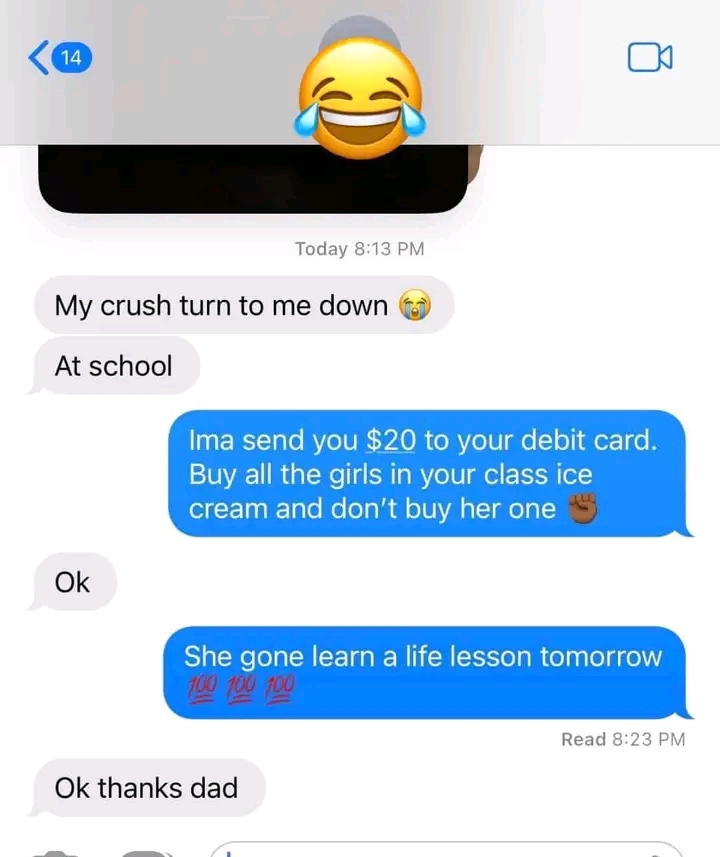 14
Today 8:13 PM
My crush turn to me down 😭
At school
Ima send you $20 to your debit card.
Buy all the girls in your class ice
cream and don’t buy her one ✊🏾
Ok
She gone learn a life lesson tomorrow
💯 💯 💯
Read 8:23 PM
Ok thanks dad